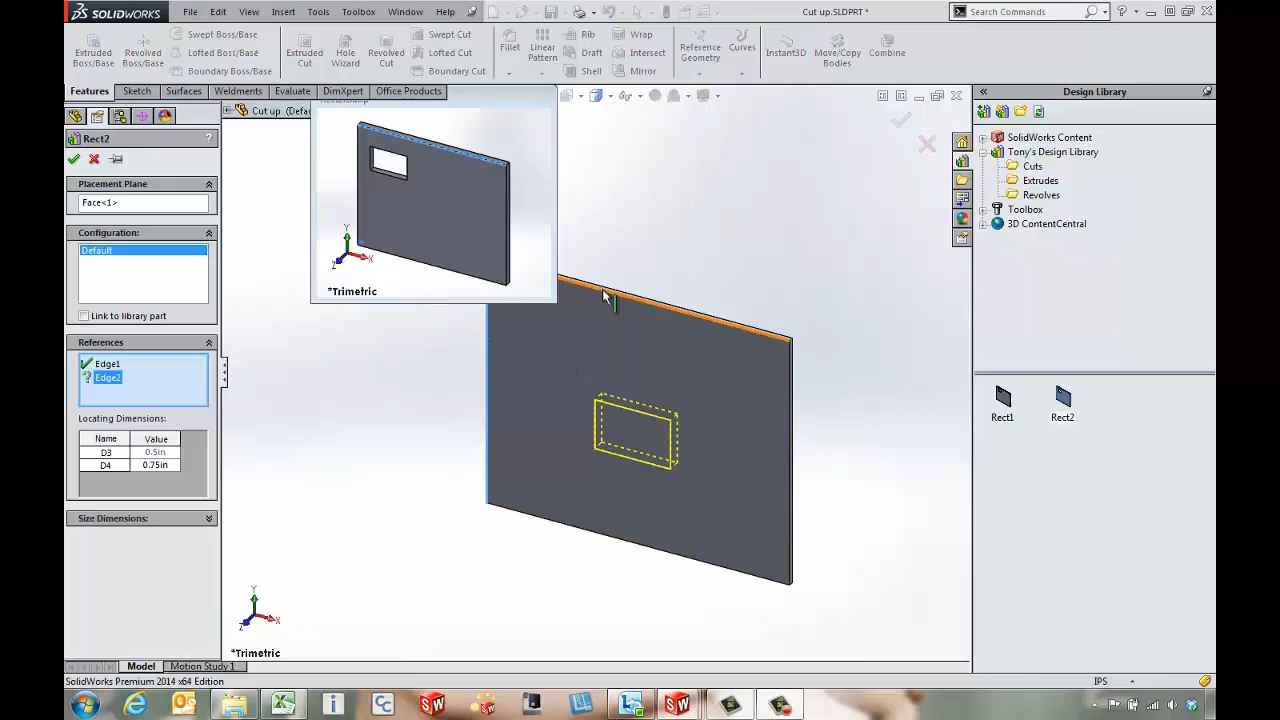 SOLIDWORKS
File
Edit
View
Insert
Tools
Toolbox
Window
Help
Cut up.SLDPRT *
Search Commands
Extruded Boss/Base
Revolved Boss/Base
Swept Boss/Base
Lofted Boss/Base
Boundary Boss/Base
Extruded Cut
Hole Wizard
Revolved Cut
Swept Cut
Lofted Cut
Boundary Cut
Fillet
Linear Pattern
Rib
Draft
Shell
Wrap
Intersect
Mirror
Reference Geometry
Curves
Instant3D
Move/Copy Bodies
Combine
Features
Sketch
Surfaces
Weldments
Evaluate
DimXpert
Office Products
Design Library
Cut up (Defa
Rect2
?
Placement Plane
Face<1>
Configuration:
Default
Link to library part
References
Edge1
Edge2
Locating Dimensions:
Name Value
D3 0.5in
D4 0.75in
Size Dimensions:
Y
X
Z
*Trimetric
Y
X
Z
*Trimetric
SolidWorks Content
Tony's Design Library
Cuts
Extrudes
Revolves
Toolbox
3D ContentCentral
Rect1
Rect2
Model
Motion Study 1
SolidWorks Premium 2014 x64 Edition
IPS